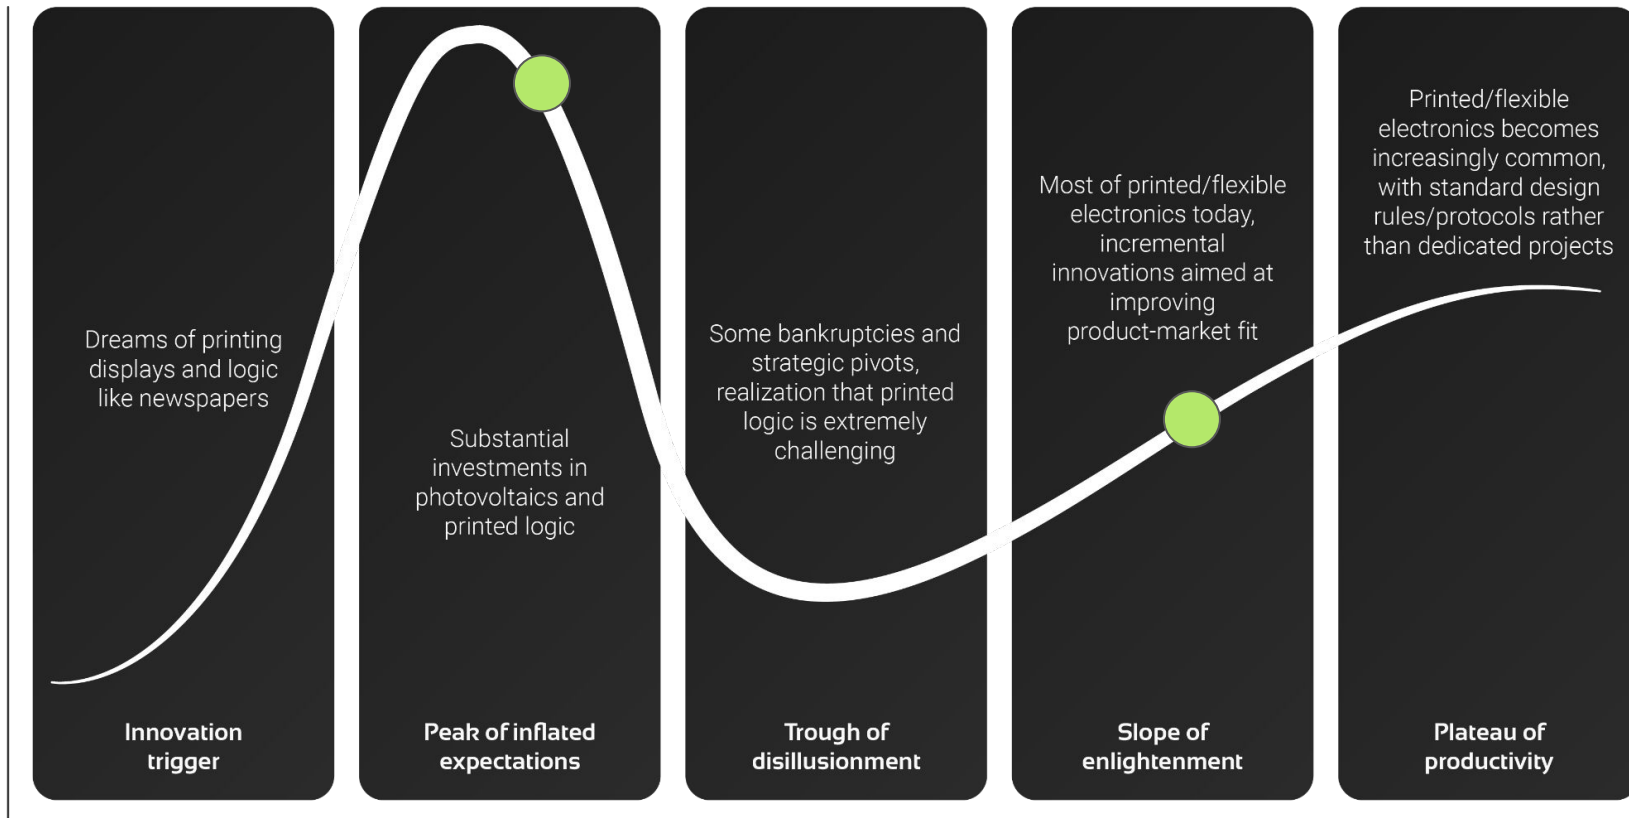 Dreams of printing
displays and logic
like newspapers
Innovation
trigger
Substantial
investments in
photovoltaics and
printed logic
Peak of inflated
expectations
Some bankruptcies and
strategic pivots,
realization that printed
logic is extremely
challenging
Trough of
disillusionment
Most of printed/flexible
electronics today,
incremental
innovations aimed at
improving
product-market fit
Slope of
enlightenment
Printed/flexible
electronics becomes
increasingly common,
with standard design
rules/protocols rather
than dedicated projects
Plateau of
productivity